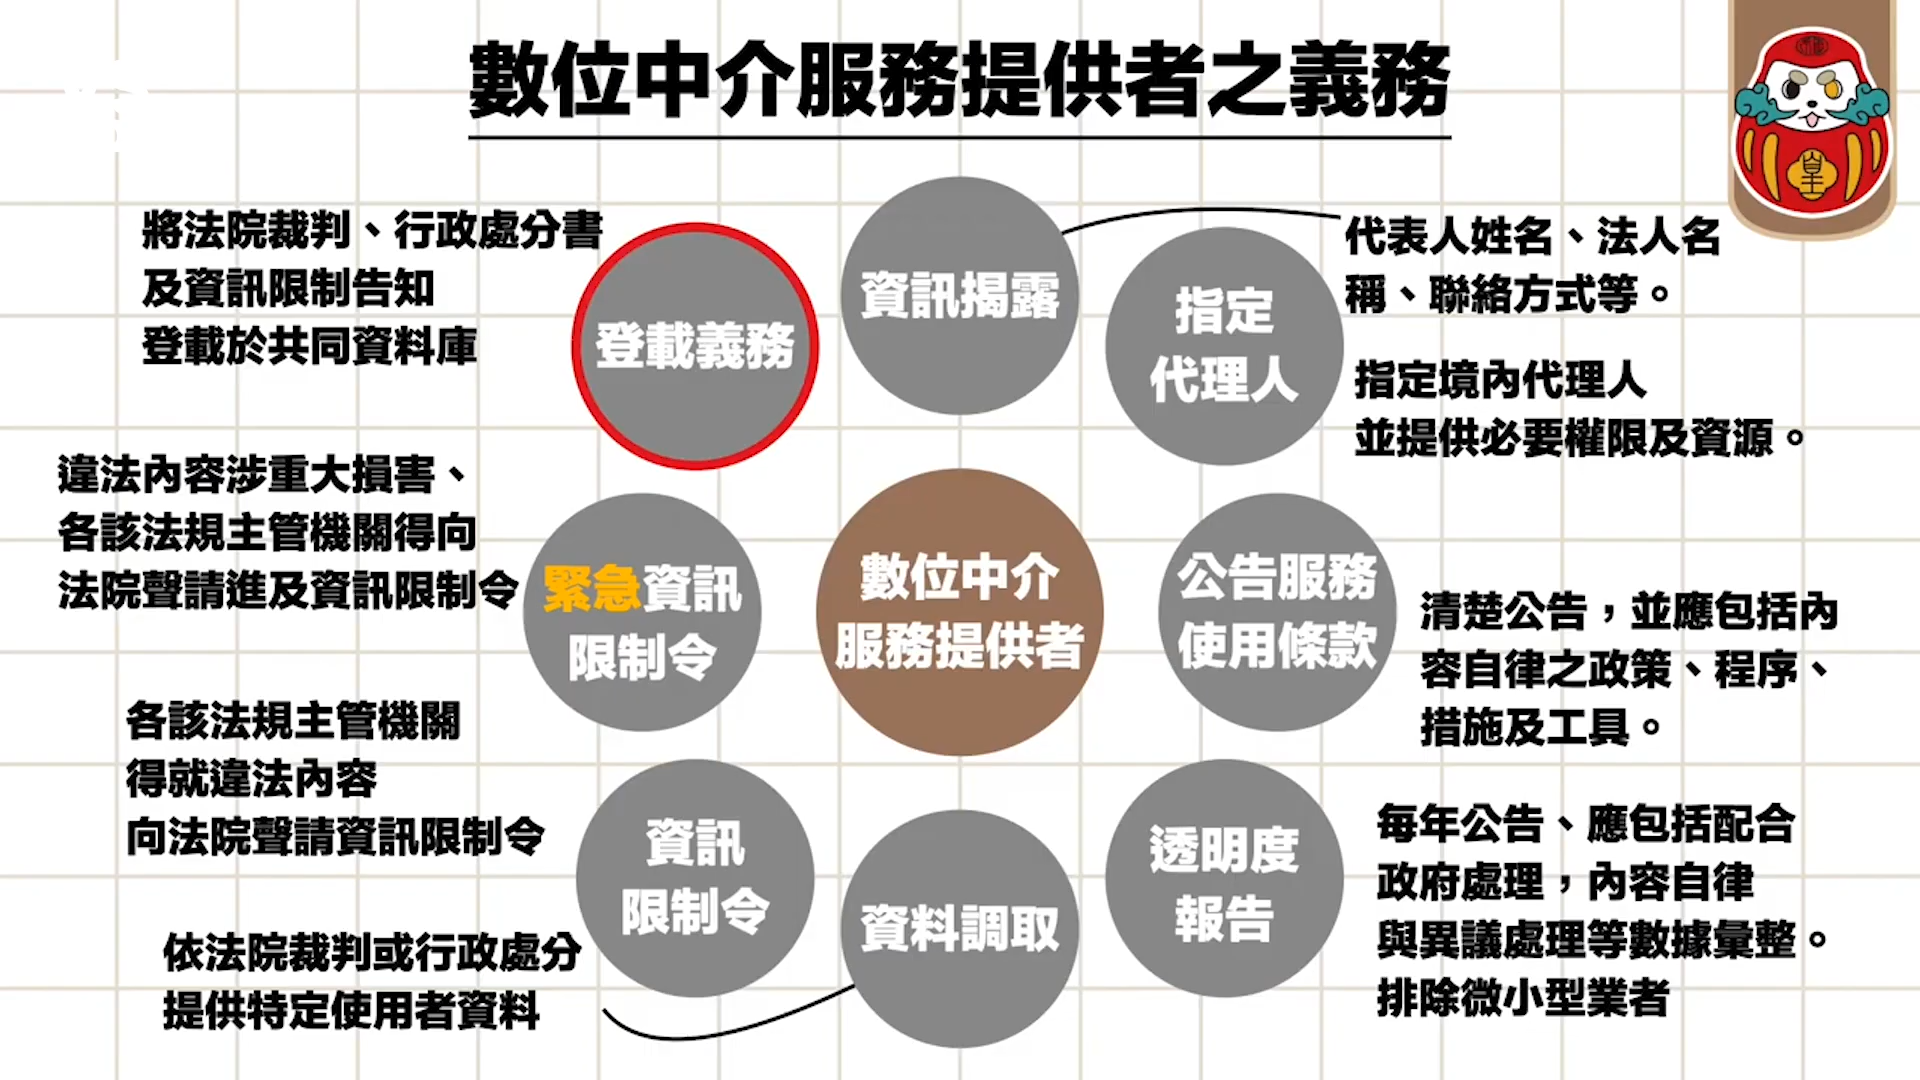 數位中介服務提供者之義務
將法院裁判、行政處分書
及資訊限制告知
登載於共同資料庫
登載義務
資訊揭露
代表人姓名、法人名
稱、聯絡方式等。
指定
代理人
指定境內代理人
並提供必要權限及資源。
違法內容涉重大損害、
各該法規主管機關得向
法院聲請進及資訊限制令
緊急資訊
限制令
數位中介
服務提供者
公告服務
使用條款
清楚公告，並應包括內
容自律之政策、程序、
措施及工具。
各該法規主管機關
得就違法內容
向法院聲請資訊限制令
資訊
限制令
依法院裁判或行政處分
提供特定使用者資料
資料調取
透明度
報告
每年公告、應包括配合
政府處理，內容自律
與異議處理等數據彙整。
排除微小型業者